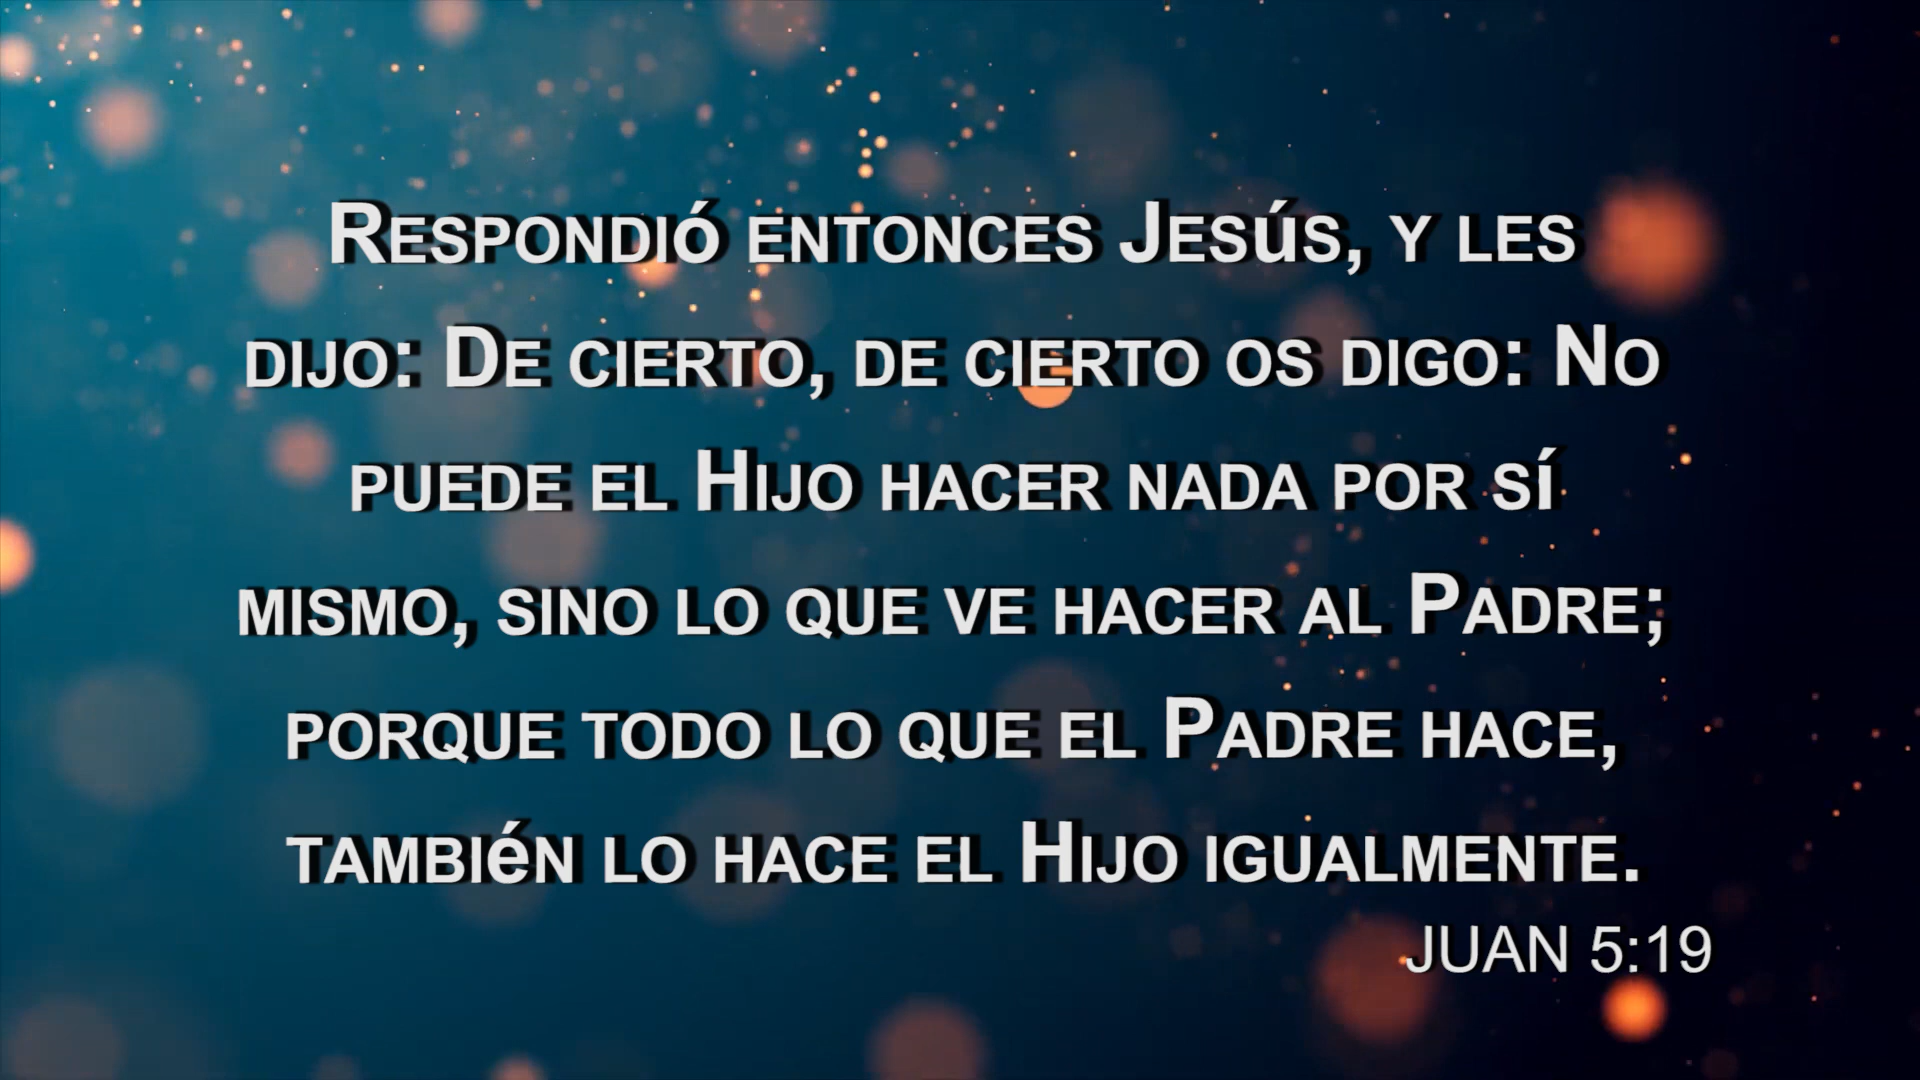 Respondió entonces Jesús, y les
dijo: De cierto, de cierto os digo: No
puede el Hijo hacer nada por sí
mismo, sino lo que ve hacer al Padre;
porque todo lo que el Padre hace,
también lo hace el Hijo igualmente.
JUAN 5:19